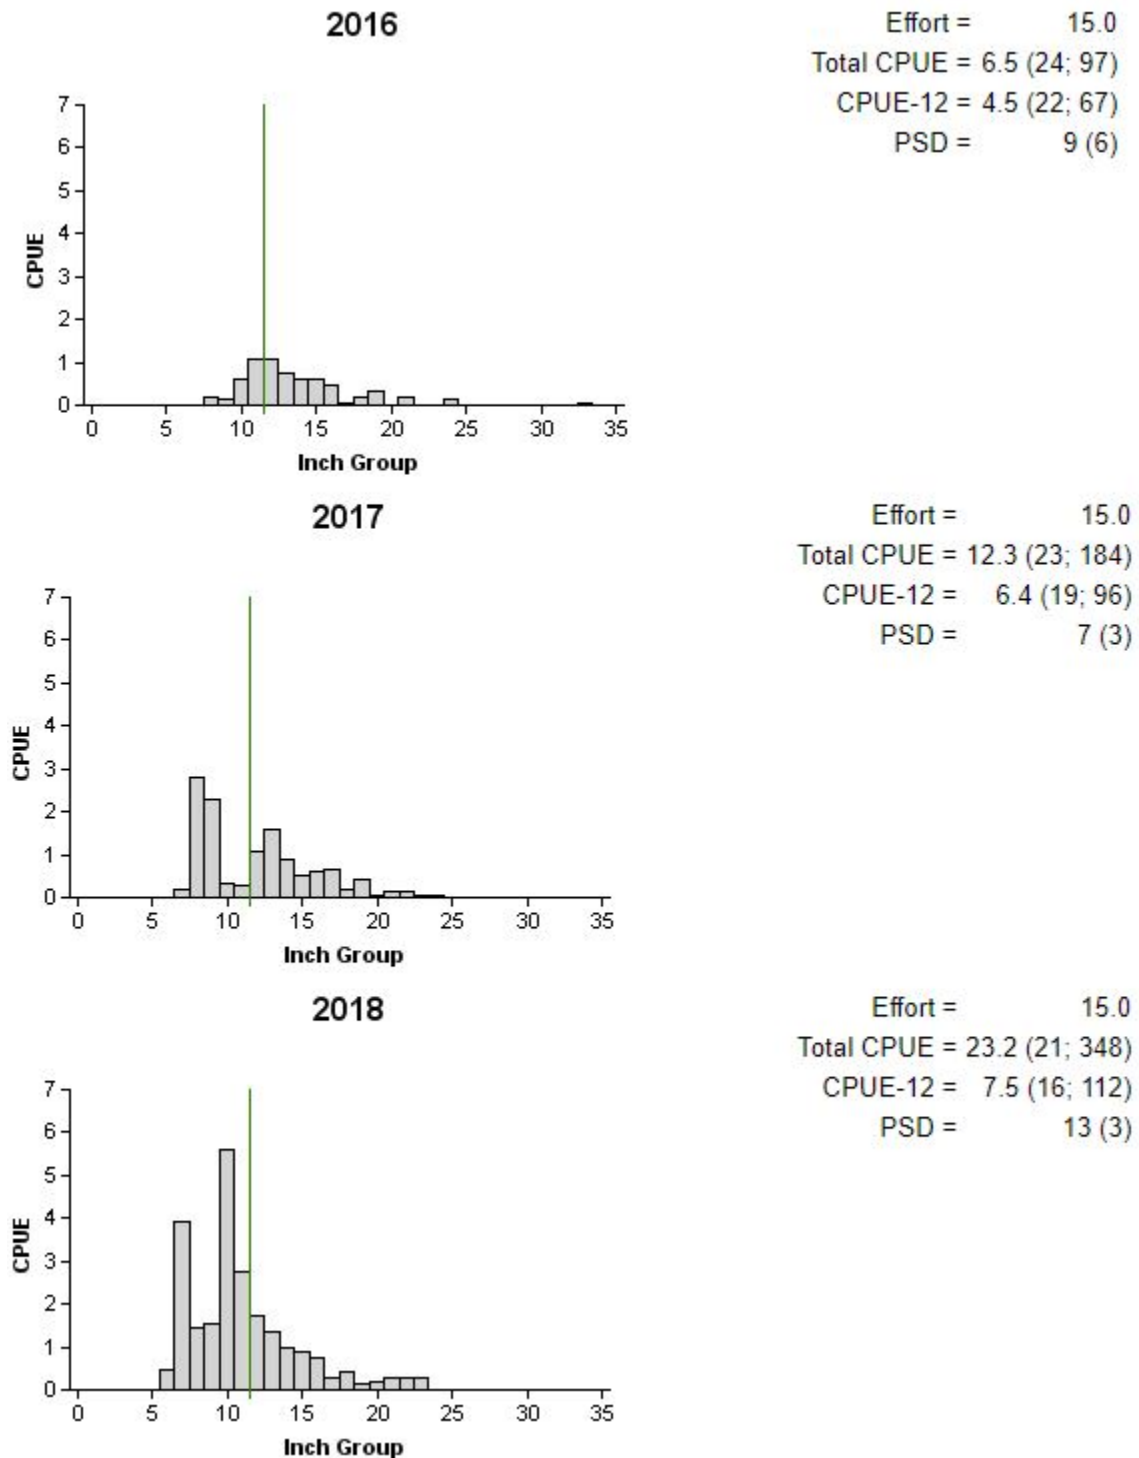 2016
Effort = 15.0
Total CPUE = 6.5 (24; 97)
CPUE-12 = 4.5 (22; 67)
PSD = 9 (6)
7
6
5
4
3
2
1
0
CPUE
0 5 10 15 20 25 30 35
Inch Group
2017
Effort = 15.0
Total CPUE = 12.3 (23; 184)
CPUE-12 = 6.4 (19; 96)
PSD = 7 (3)
7
6
5
4
3
2
1
0
CPUE
0 5 10 15 20 25 30 35
Inch Group
2018
Effort = 15.0
Total CPUE = 23.2 (21; 348)
CPUE-12 = 7.5 (16; 112)
PSD = 13 (3)
7
6
5
4
3
2
1
0
CPUE
0 5 10 15 20 25 30 35
Inch Group